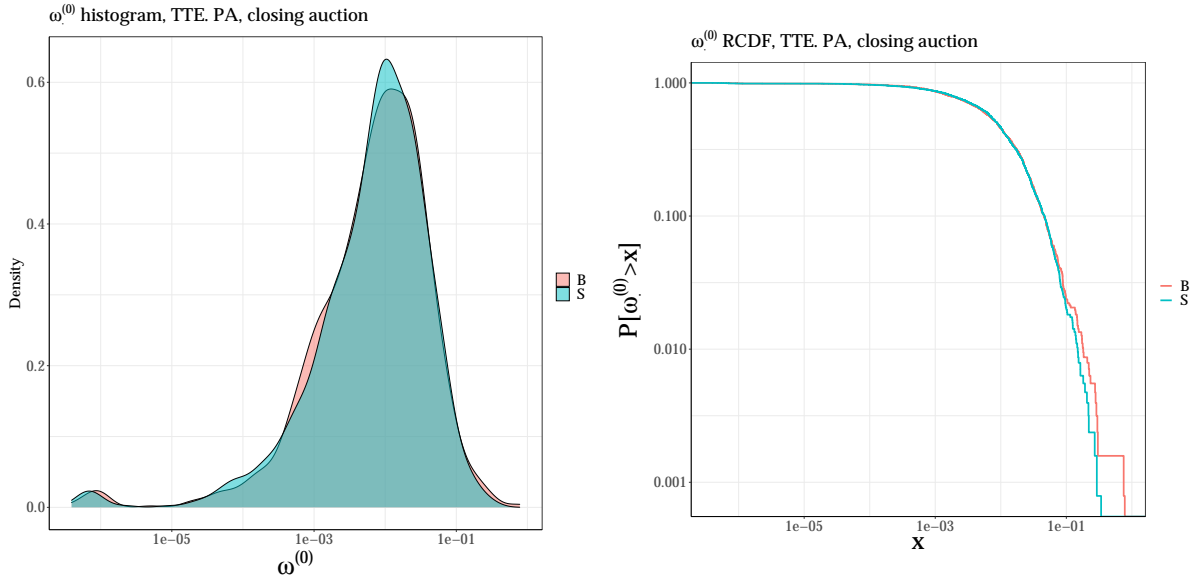 ω.⁽⁰⁾ histogram, TTE. PA, closing auction
Density
0.6
0.4
0.2
0.0
1e−05
1e−03
1e−01
ω⁽⁰⁾
B
S
ω.⁽⁰⁾ RCDF, TTE. PA, closing auction
P[ω.⁽⁰⁾>x]
1.000
0.100
0.010
0.001
1e−05
1e−03
1e−01
x
B
S